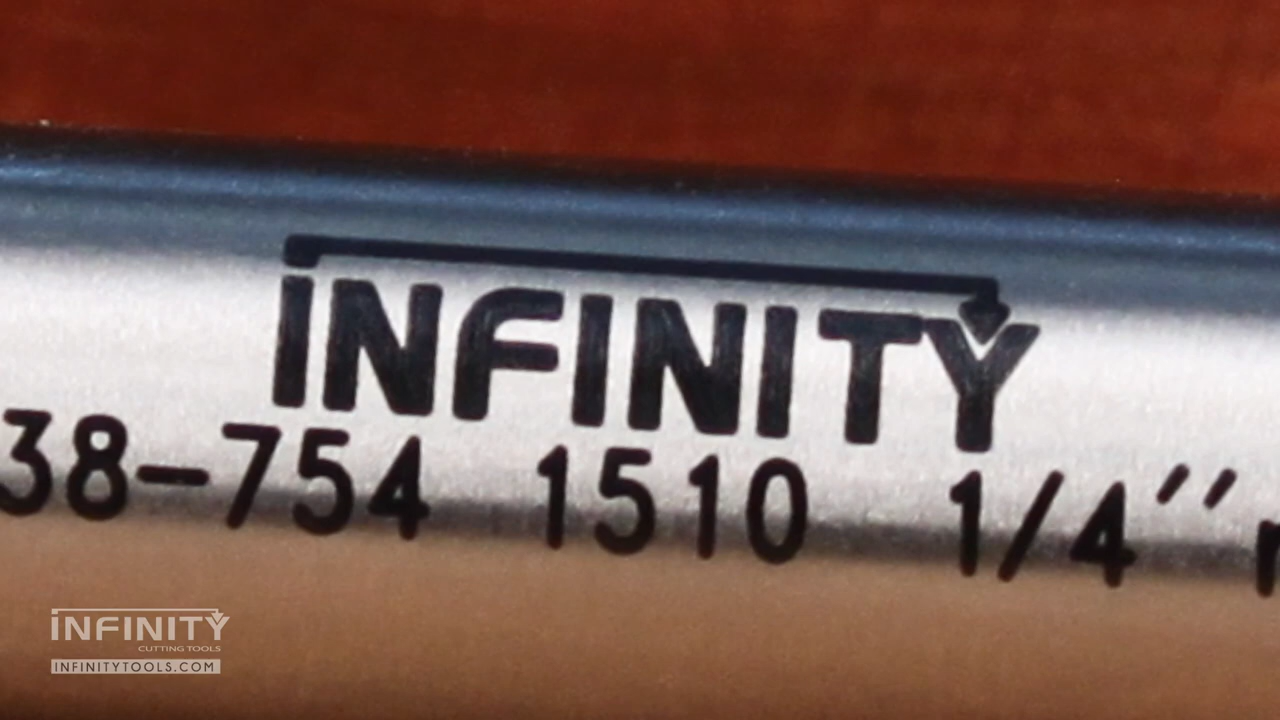 INFINITY
38-754 1510 1/4''
INFINITY
CUTTING TOOLS
INFINITYTOOLS.COM